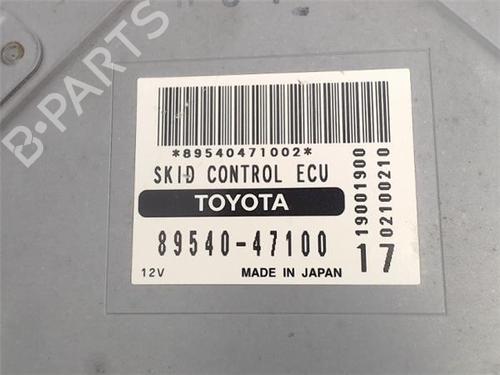 B-PARTS
*89540471002*
SKID CONTROL ECU
TOYOTA
89540-47100
12V
MADE IN JAPAN
17
19001900
02100210